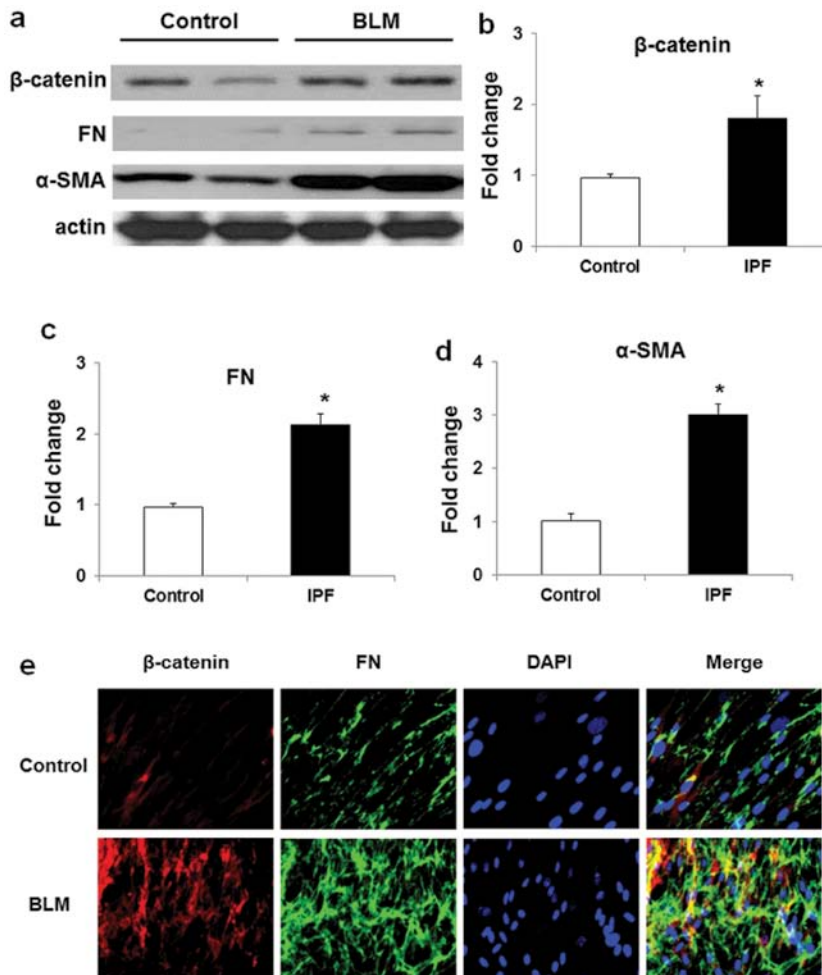 a
Control BLM
β-catenin
FN
α-SMA
actin
b
β-catenin
Fold change
3
2
1
0
*
Control IPF
c
FN
Fold change
3
2
1
0
*
Control IPF
d
α-SMA
Fold change
4
3
2
1
0
*
Control IPF
e
β-catenin FN DAPI Merge
Control
BLM